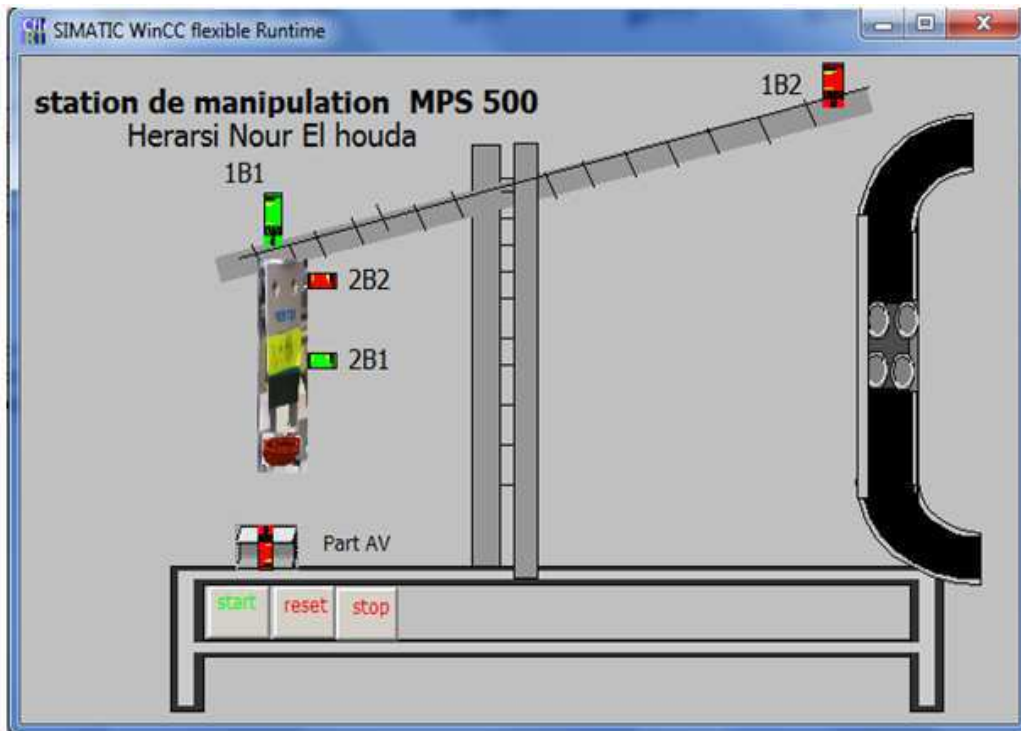 SIMATIC WinCC flexible Runtime
station de manipulation MPS 500
Herarsi Nour El houda
1B2
1B1
2B2
2B1
Part AV
start reset stop